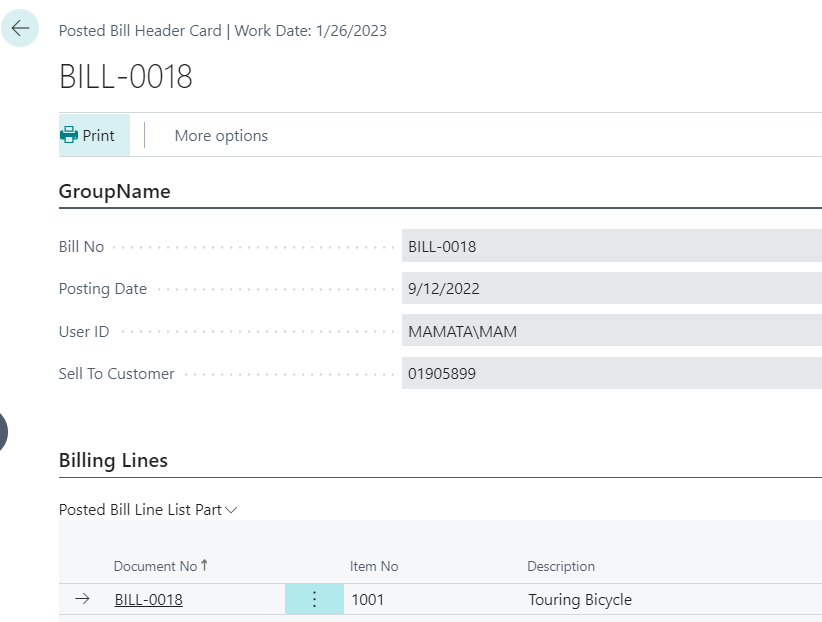 Posted Bill Header Card | Work Date: 1/26/2023
BILL-0018
Print More options
GroupName
Bill No BILL-0018
Posting Date 9/12/2022
User ID MAMATA\MAM
Sell To Customer 01905899
Billing Lines
Posted Bill Line List Part
Document No↑ Item No Description
→ BILL-0018 ⋮ 1001 Touring Bicycle